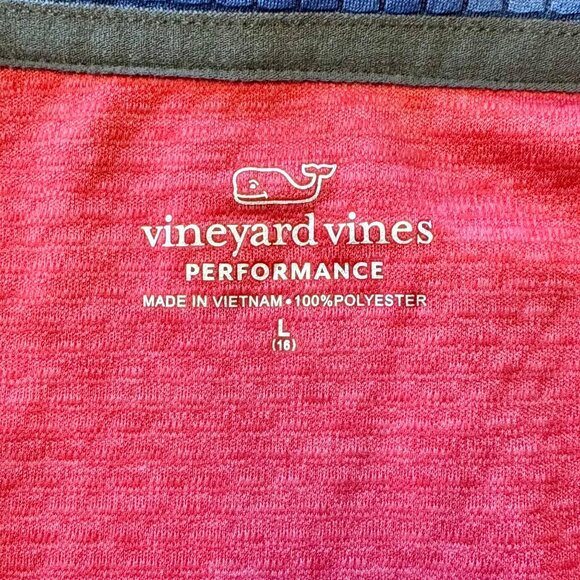 vineyard vines
PERFORMANCE
MADE IN VIETNAM • 100%POLYESTER
L
(16)